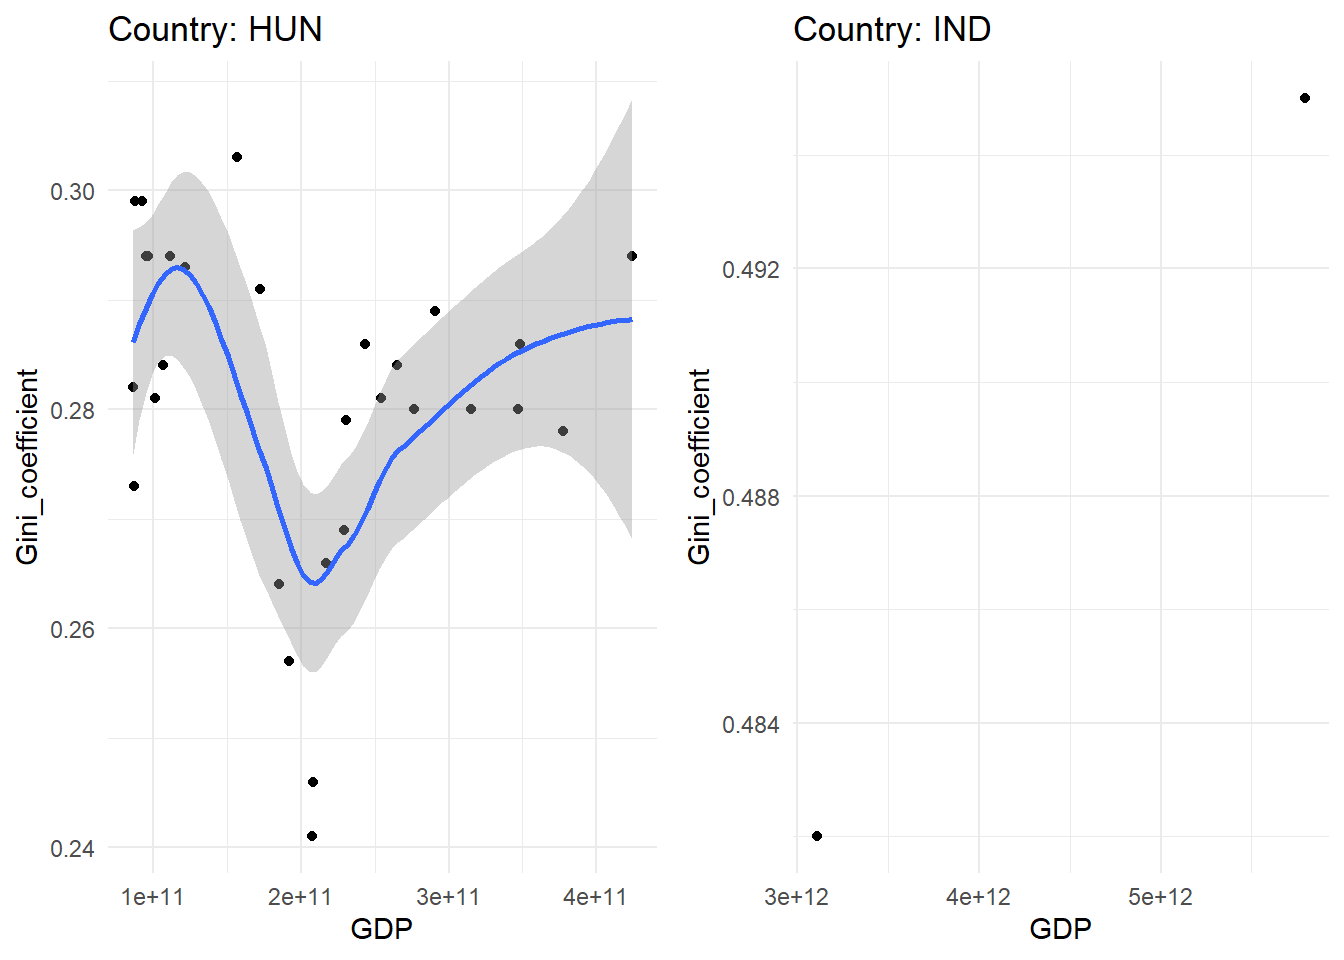 Country: HUN
Gini_coefficient
0.30
0.28
0.26
0.24
1e+11 2e+11 3e+11 4e+11
GDP
Country: IND
Gini_coefficient
0.492
0.488
0.484
3e+12 4e+12 5e+12
GDP